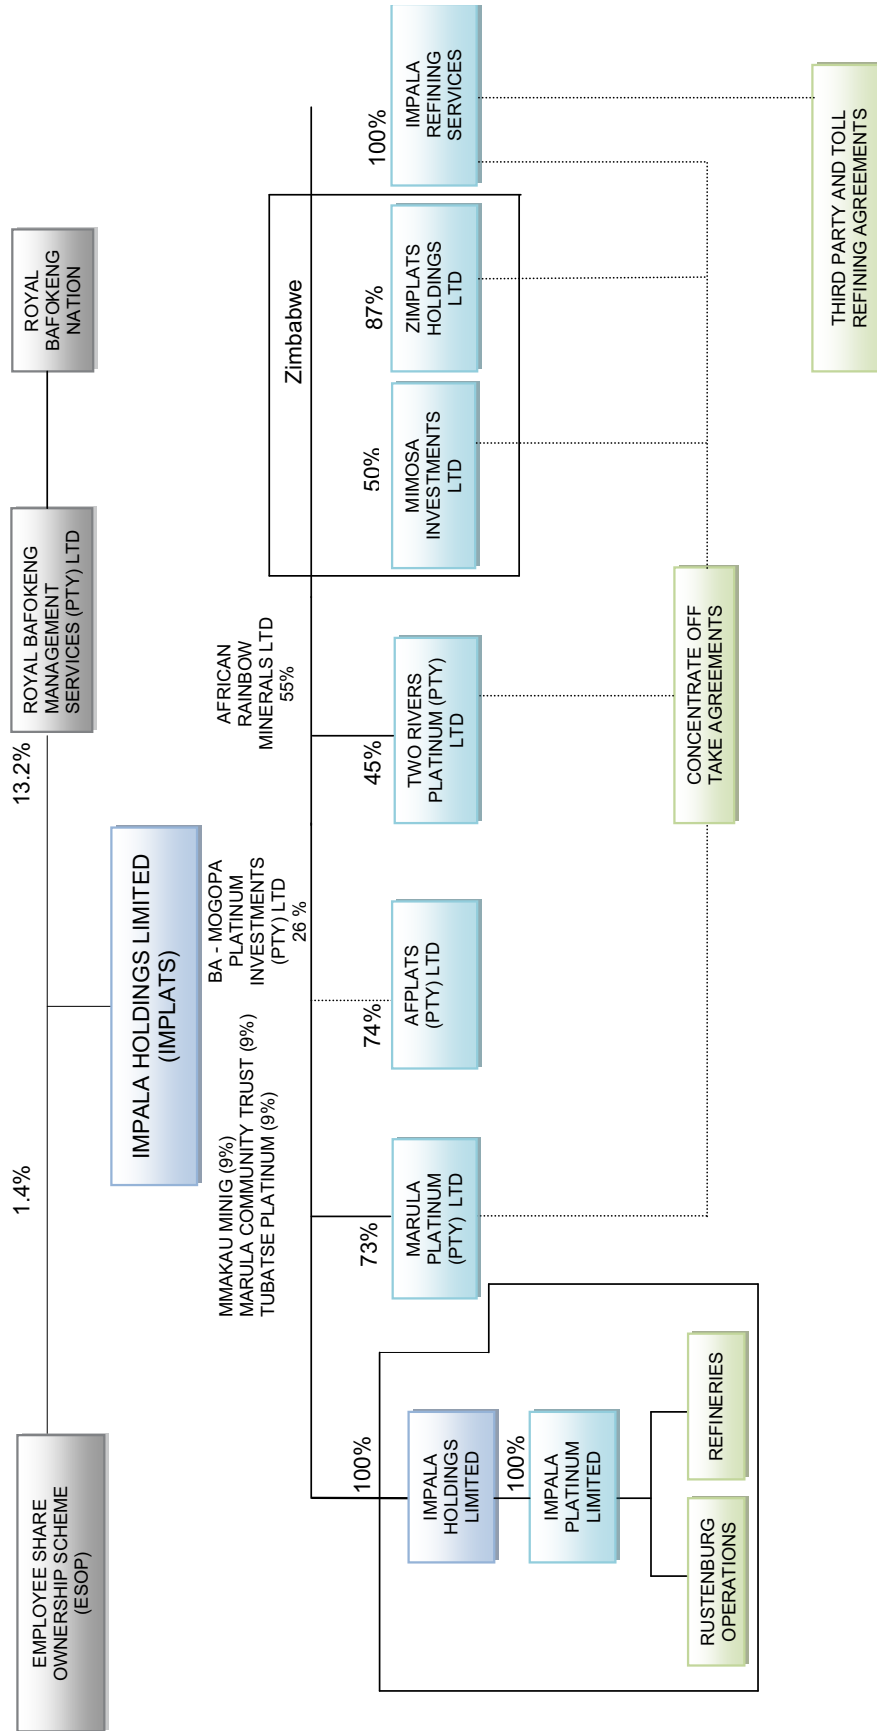 EMPLOYEE SHARE
OWNERSHIP SCHEME
(ESOP)
1.4%
13.2%
ROYAL BAFOKENG
MANAGEMENT
SERVICES (PTY) LTD
ROYAL
BAFOKENG
NATION
IMPALA HOLDINGS LIMITED
(IMPLATS)
MMAKAU MINIG (9%)
MARULA COMMUNITY TRUST (9%)
TUBATSE PLATINUM (9%)
BA - MOGOPA
PLATINUM
INVESTMENTS
(PTY) LTD
26 %
AFRICAN
RAINBOW
MINERALS LTD
55%
Zimbabwe
100%
IMPALA
HOLDINGS
LIMITED
100%
IMPALA
PLATINUM
LIMITED
RUSTENBURG
OPERATIONS
REFINERIES
73%
MARULA
PLATINUM
(PTY) LTD
74%
AFPLATS
(PTY) LTD
45%
TWO RIVERS
PLATINUM (PTY)
LTD
50%
MIMOSA
INVESTMENTS
LTD
87%
ZIMPLATS
HOLDINGS
LTD
100%
IMPALA
REFINING
SERVICES
CONCENTRATE OFF
TAKE AGREEMENTS
THIRD PARTY AND TOLL
REFINING AGREEMENTS